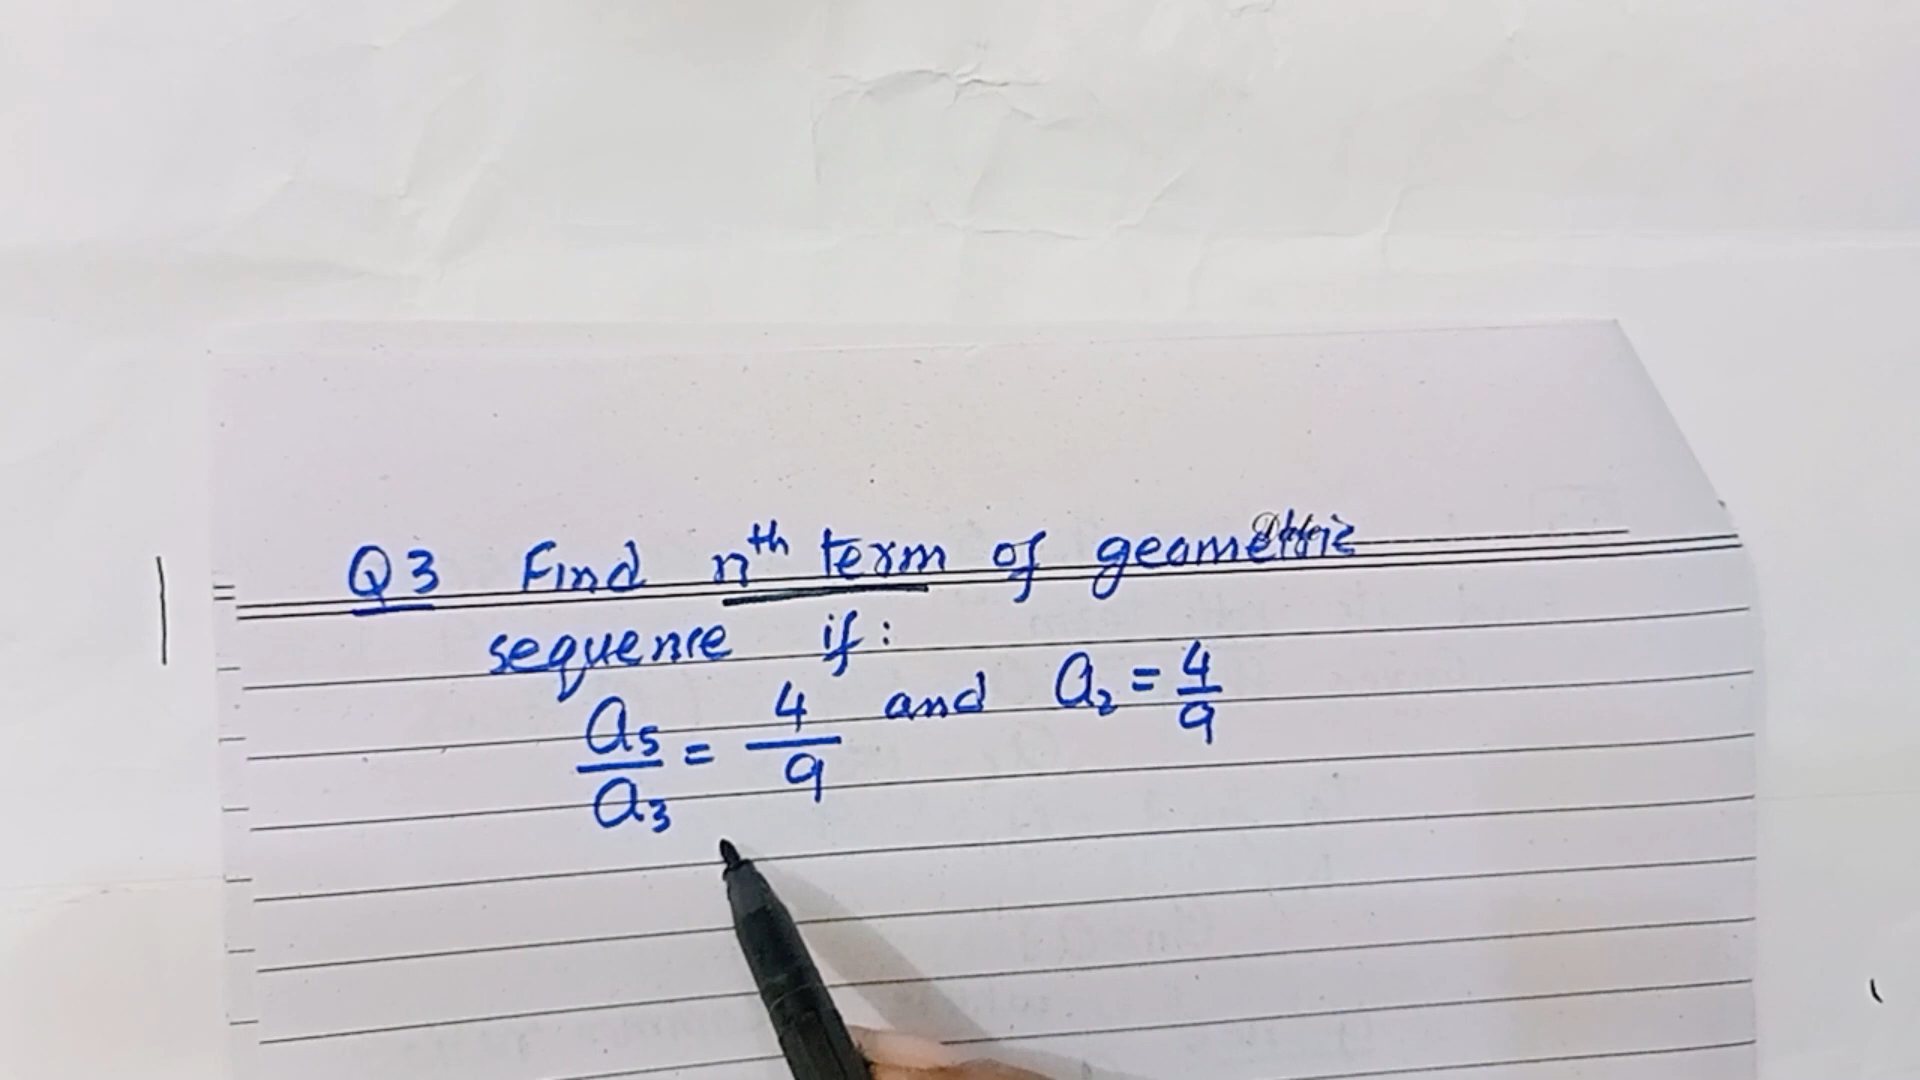 Q3 Find nth term of geometric
sequence if:
a5/a3 = 4/9 and a2 = 4/9